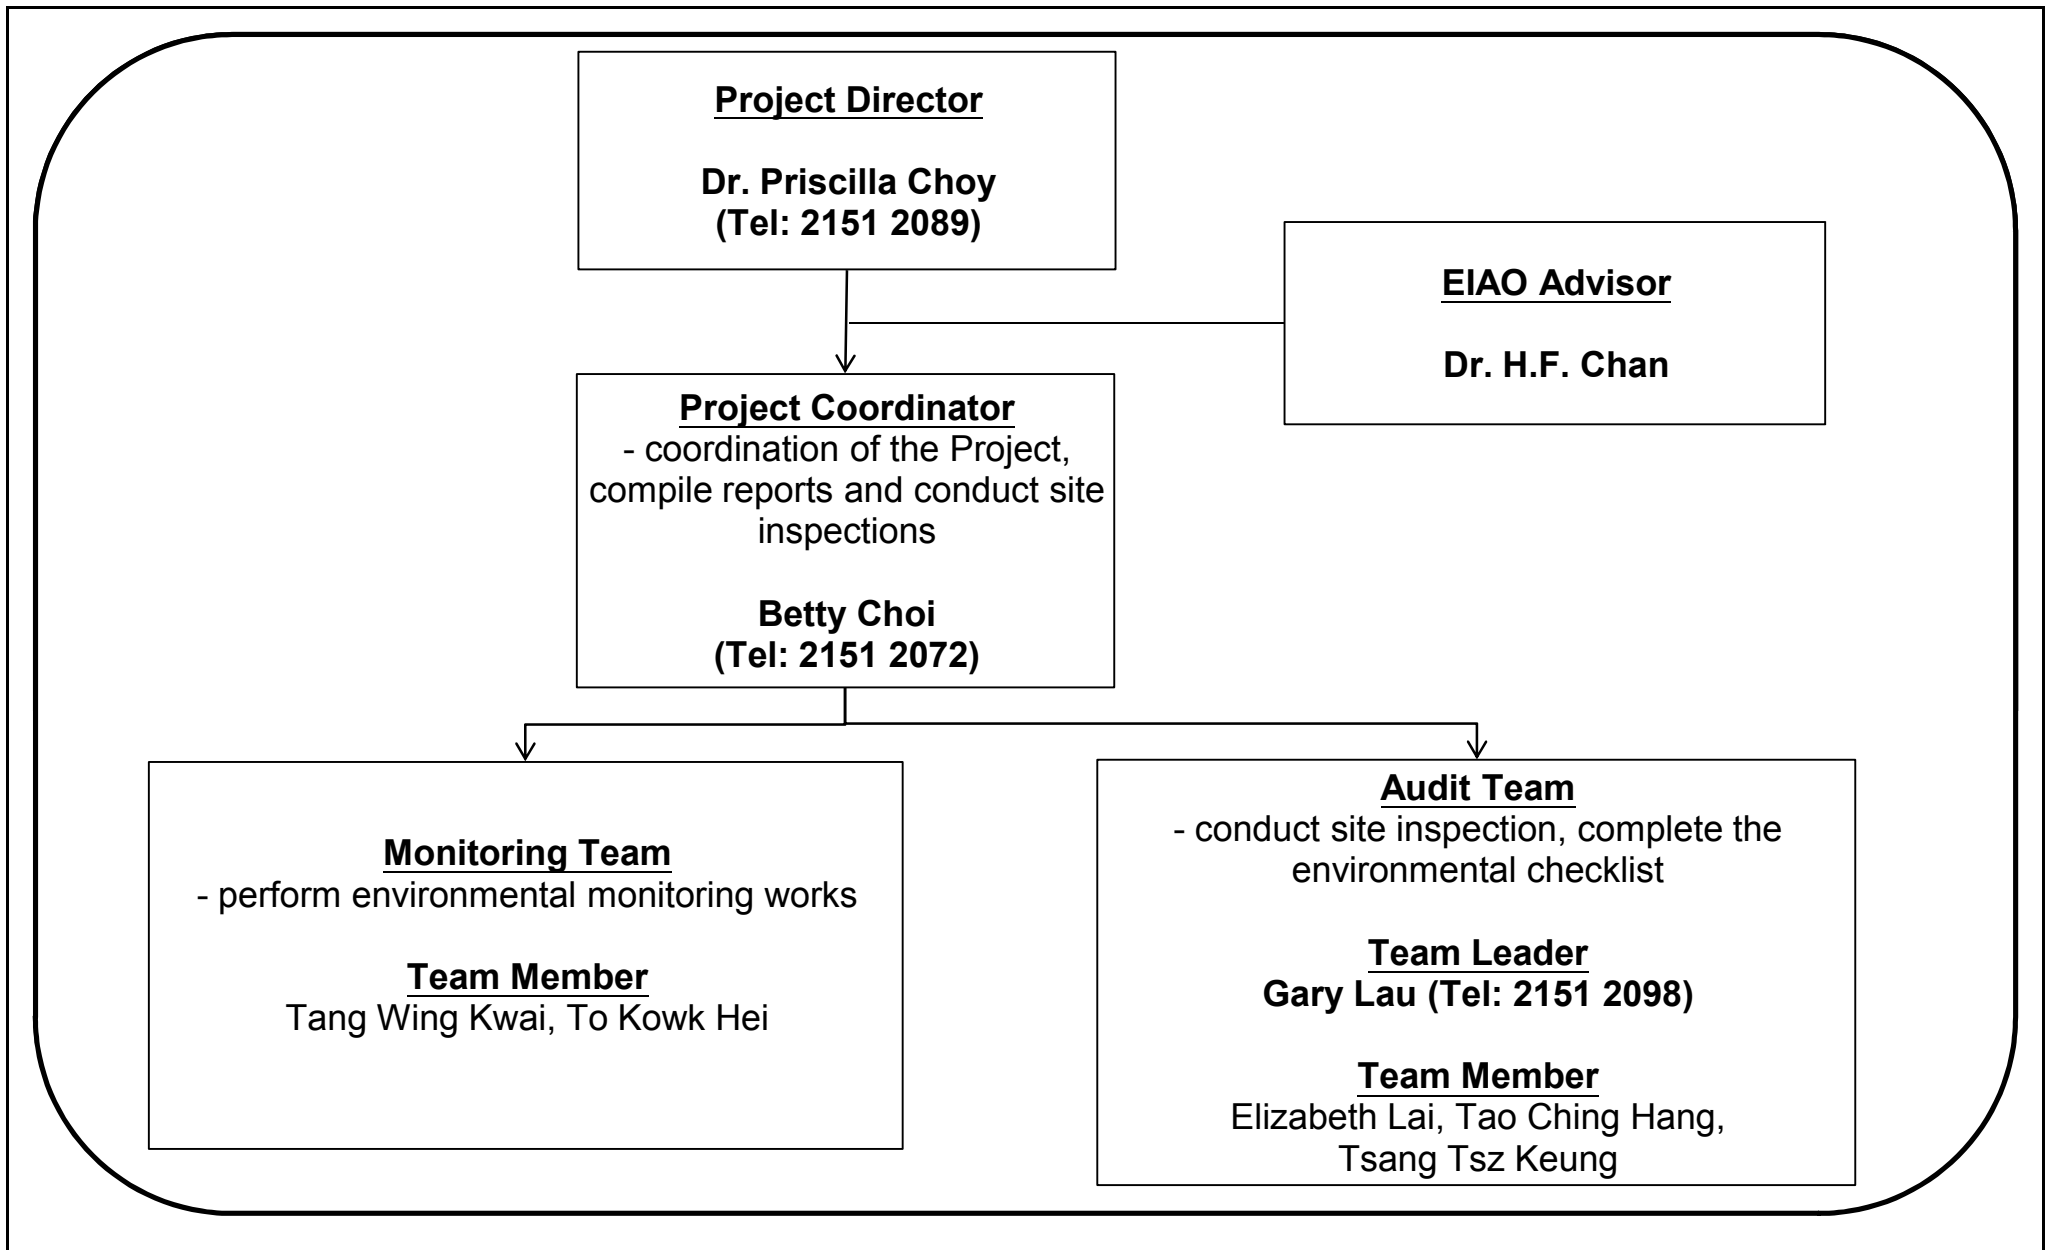 Project Director
Dr. Priscilla Choy
(Tel: 2151 2089)
EIAO Advisor
Dr. H.F. Chan
Project Coordinator
- coordination of the Project,
compile reports and conduct site
inspections
Betty Choi
(Tel: 2151 2072)
Monitoring Team
- perform environmental monitoring works
Team Member
Tang Wing Kwai, To Kowk Hei
Audit Team
- conduct site inspection, complete the
environmental checklist
Team Leader
Gary Lau (Tel: 2151 2098)
Team Member
Elizabeth Lai, Tao Ching Hang,
Tsang Tsz Keung